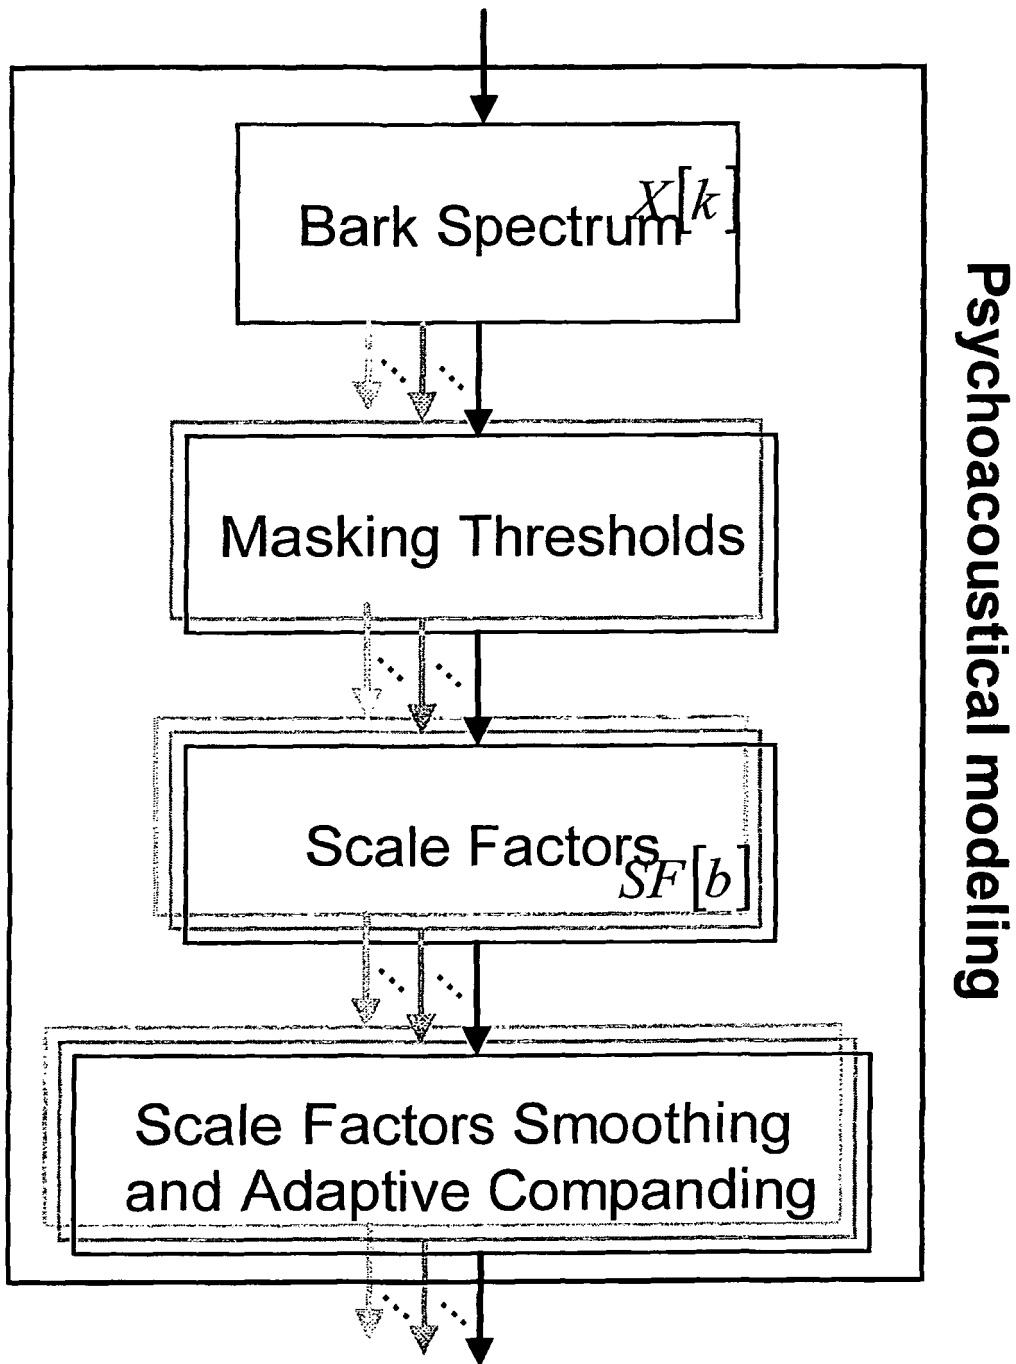 Bark Spectrum
X[k]
Masking Thresholds
Scale Factors
SF[b]
Scale Factors Smoothing
and Adaptive Companding
Psychoacoustical modeling